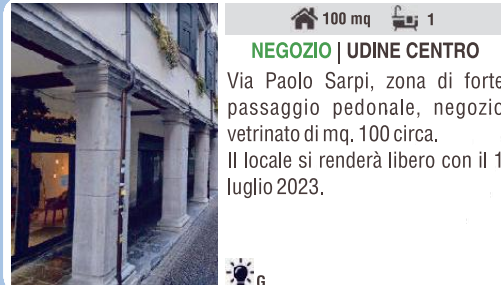 100 mq 1
NEGOZIO | UDINE CENTRO
Via Paolo Sarpi, zona di forte
passaggio pedonale, negozio
vetrinato di mq. 100 circa.
Il locale si renderà libero con il 1
luglio 2023.
G